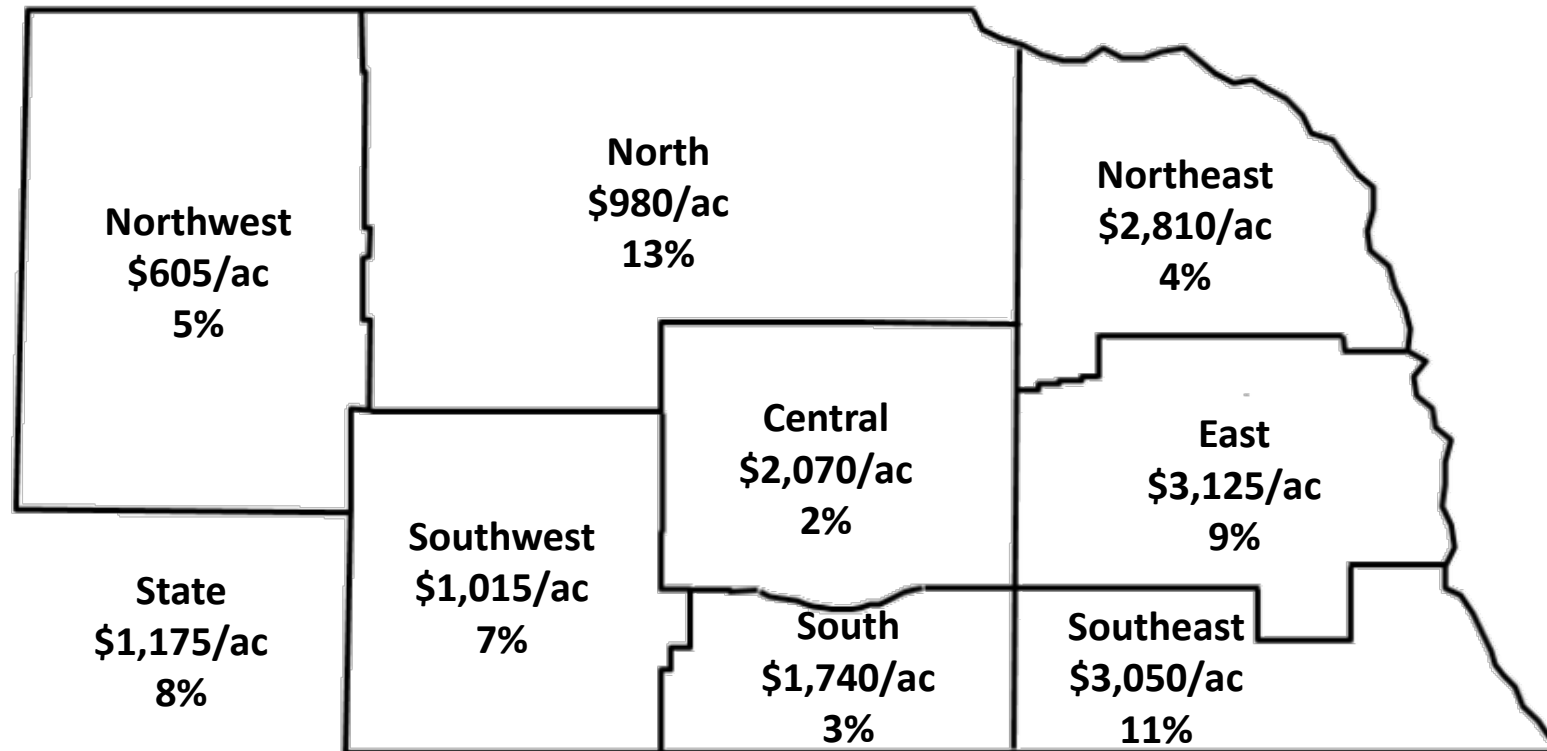 North
$980/ac
13%
Northeast
$2,810/ac
4%
Northwest
$605/ac
5%
Central
$2,070/ac
2%
East
$3,125/ac
9%
Southwest
$1,015/ac
7%
State
$1,175/ac
8%
South
$1,740/ac
3%
Southeast
$3,050/ac
11%